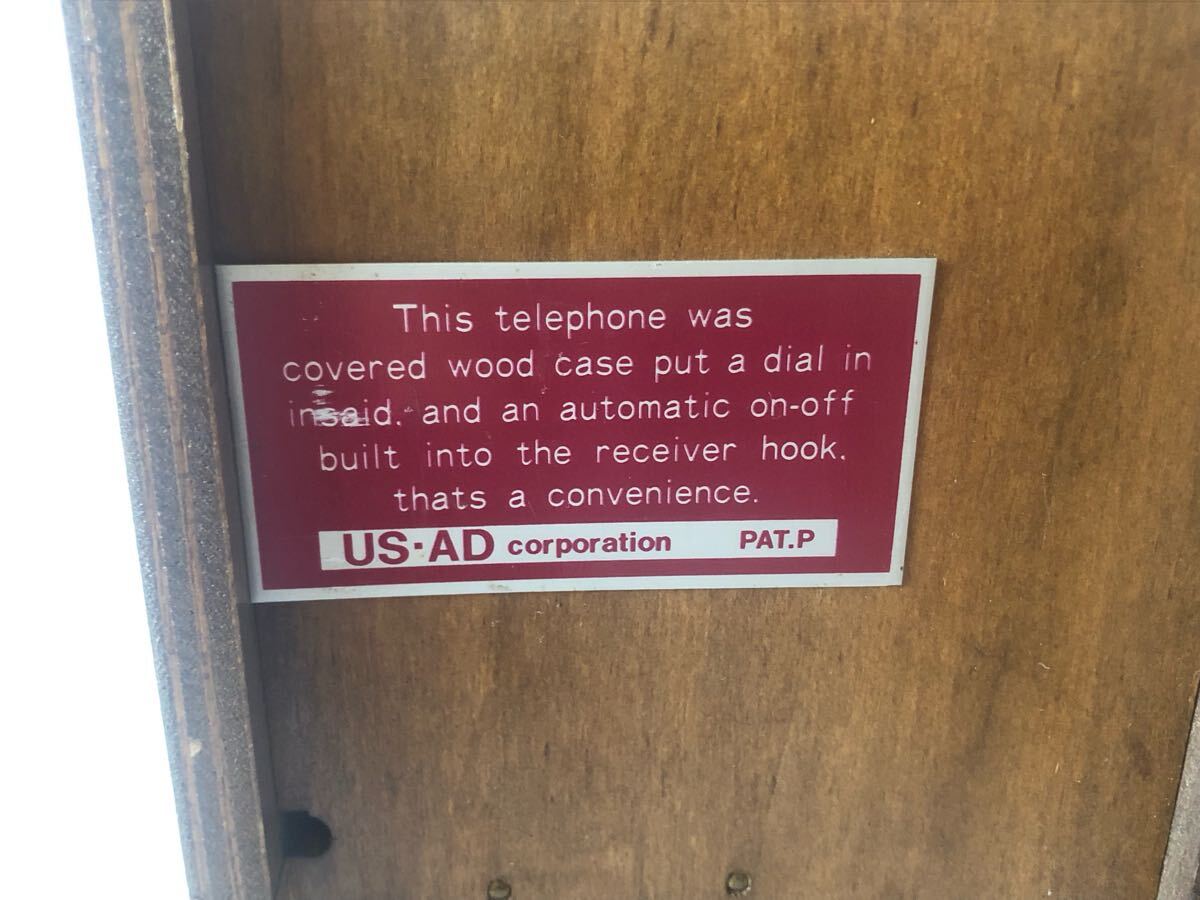 This telephone was
covered wood case put a dial in
insaid. and an automatic on-off
built into the receiver hook.
thats a convenience.
US·AD corporation PAT.P